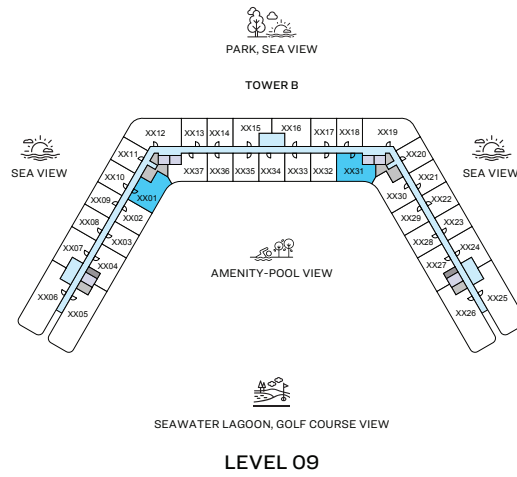 PARK, SEA VIEW
TOWER B
XX12
XX13
XX14
XX15
XX16
XX17
XX18
XX19
XX11
XX20
SEA VIEW
SEA VIEW
XX37
XX36
XX35
XX34
XX33
XX32
XX31
XX10
XX21
XX01
XX30
XX09
XX22
XX02
XX29
XX08
XX23
XX03
XX28
XX07
XX24
XX04
XX27
AMENITY-POOL VIEW
XX06
XX25
XX05
XX26
SEAWATER LAGOON, GOLF COURSE VIEW
LEVEL 09